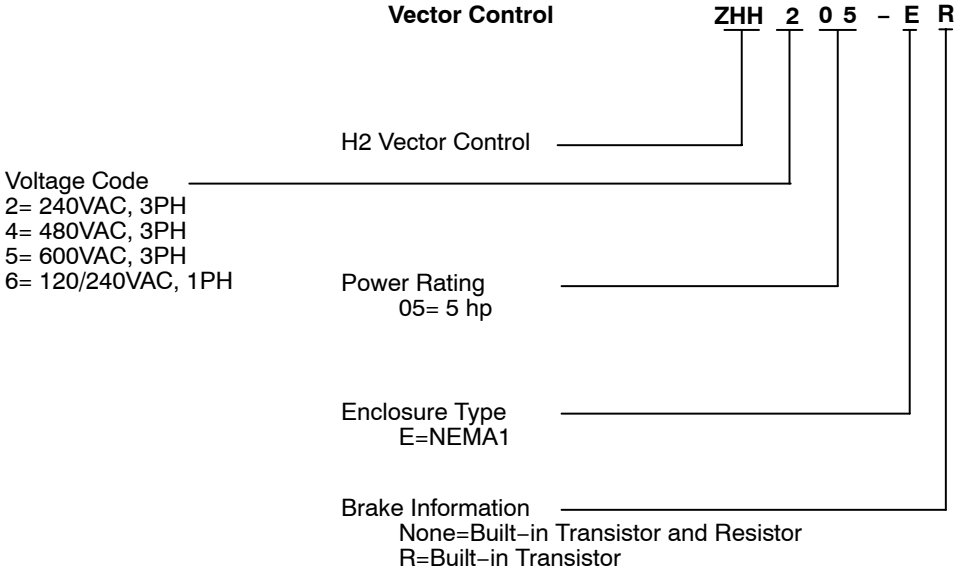 Vector Control ZHH 2 0 5 – E R
H2 Vector Control
Voltage Code
2= 240VAC, 3PH
4= 480VAC, 3PH
5= 600VAC, 3PH
6= 120/240VAC, 1PH
Power Rating
05= 5 hp
Enclosure Type
E=NEMA1
Brake Information
None=Built–in Transistor and Resistor
R=Built–in Transistor